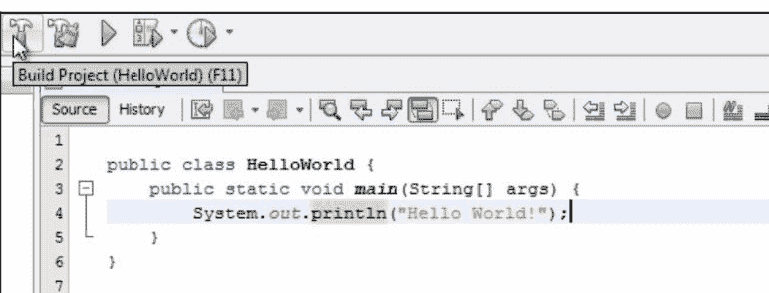 Build Project (HelloWorld) (F11)
Source History
1
2 public class HelloWorld {
3 public static void main(String[] args) {
4 System.out.println("Hello World!");
5 }
6 }
7